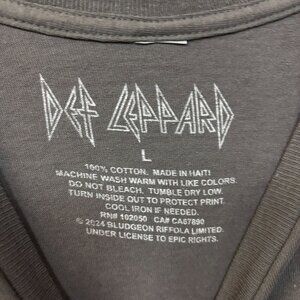 DEF LEPPARD
L
100% COTTON. MADE IN HAITI
MACHINE WASH WARM WITH LIKE COLORS.
DO NOT BLEACH. TUMBLE DRY LOW.
TURN INSIDE OUT TO PROTECT PRINT.
COOL IRON IF NEEDED.
RN# 102050 CA# CA67890
© 2024 BLUDGEON RIFFOLA LIMITED.
UNDER LICENSE TO EPIC RIGHTS.